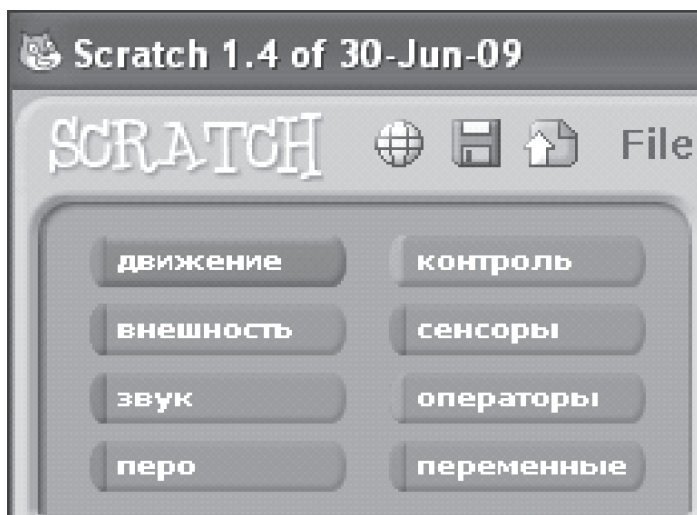 Scratch 1.4 of 30-Jun-09
SCRATCH File
движение контроль
внешность сенсоры
звук операторы
перо переменные